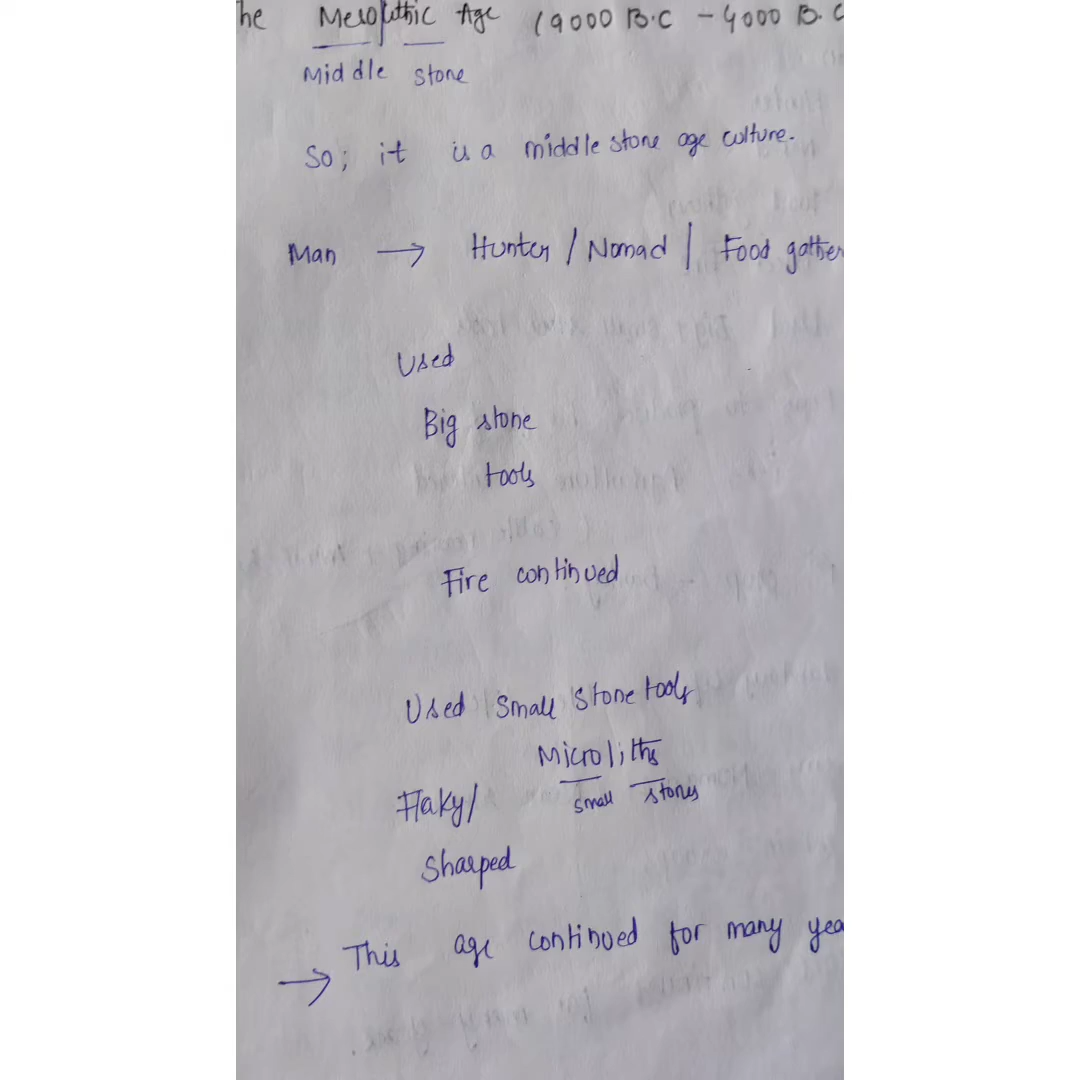 he Mesolithic Age (9000 B.C - 4000 B.C
Middle stone
So; it is a middle stone age culture.
Man → Hunter / Nomad / Food gather
Used
Big stone
tools
Fire continued
Used Small Stone tools
Microliths
small stones
Flaky/
Sharped
→ This age continued for many yea